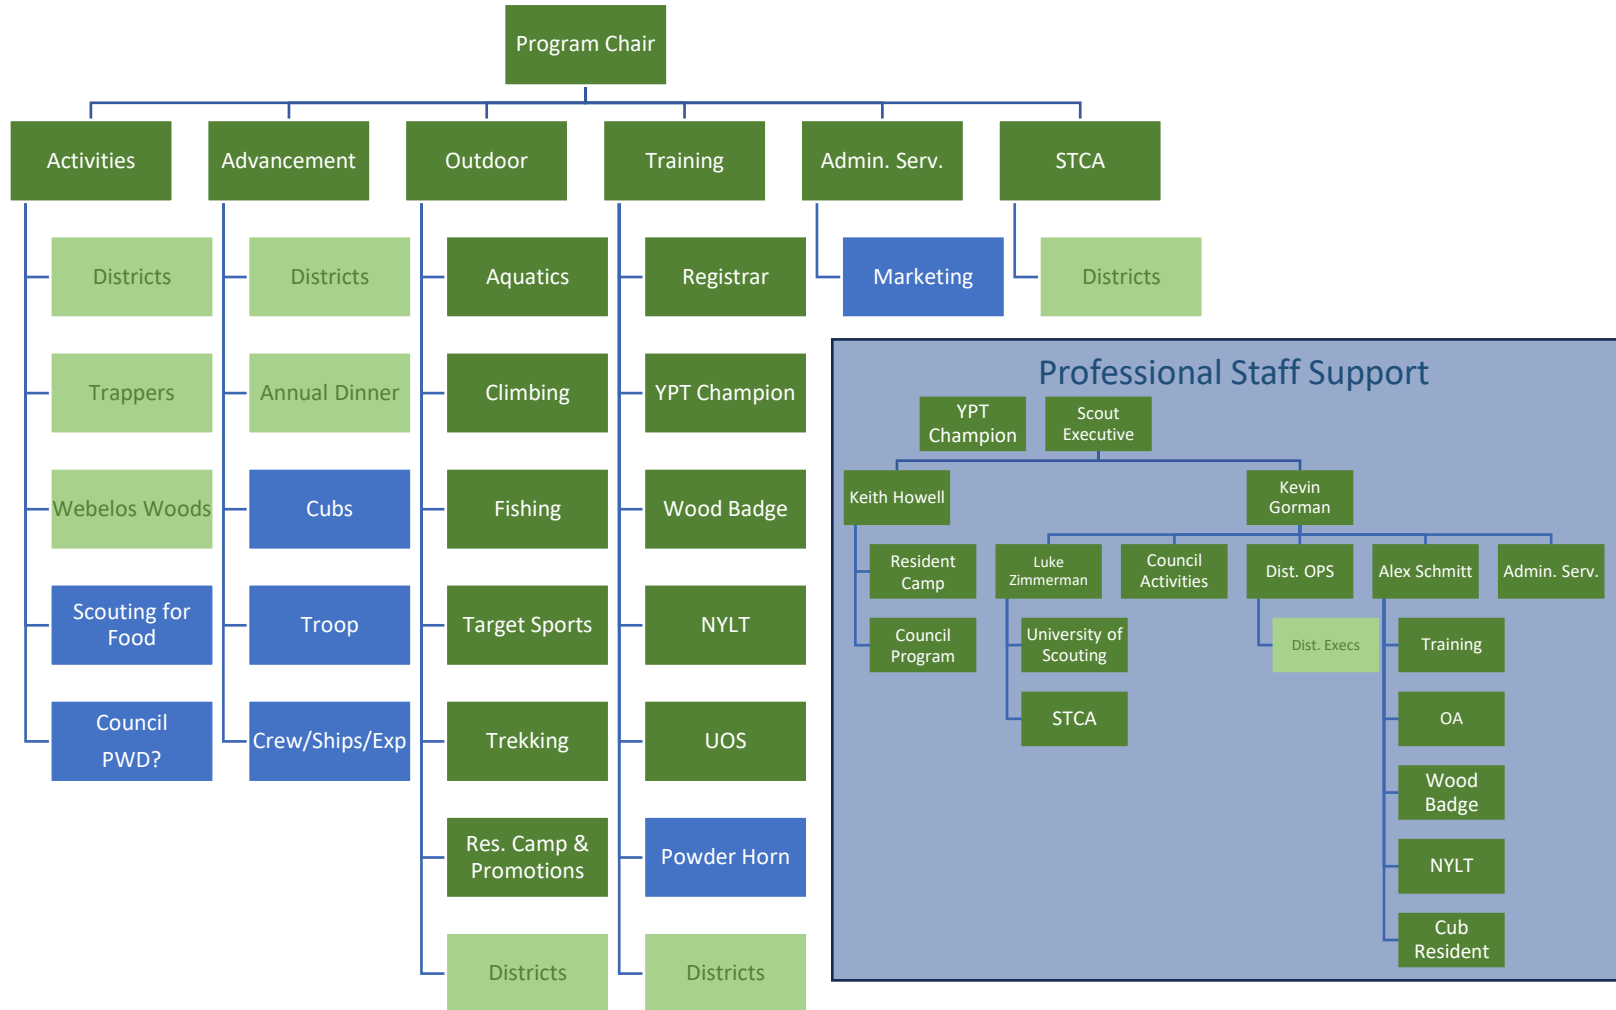 Program Chair
Activities
Advancement
Outdoor
Training
Admin. Serv.
STCA
Districts
Trappers
Webelos Woods
Scouting for
Food
Council
PWD?
Districts
Annual Dinner
Cubs
Troop
Crew/Ships/Exp
Aquatics
Climbing
Fishing
Target Sports
Trekking
Res. Camp &
Promotions
Districts
Registrar
YPT Champion
Wood Badge
NYLT
UOS
Powder Horn
Districts
Marketing
Districts
Professional Staff Support
YPT
Champion
Scout
Executive
Keith Howell
Kevin
Gorman
Resident
Camp
Council
Program
Luke
Zimmerman
Council
Activities
Dist. OPS
Alex Schmitt
Admin. Serv.
University of
Scouting
STCA
Dist. Execs
Training
OA
Wood
Badge
NYLT
Cub
Resident